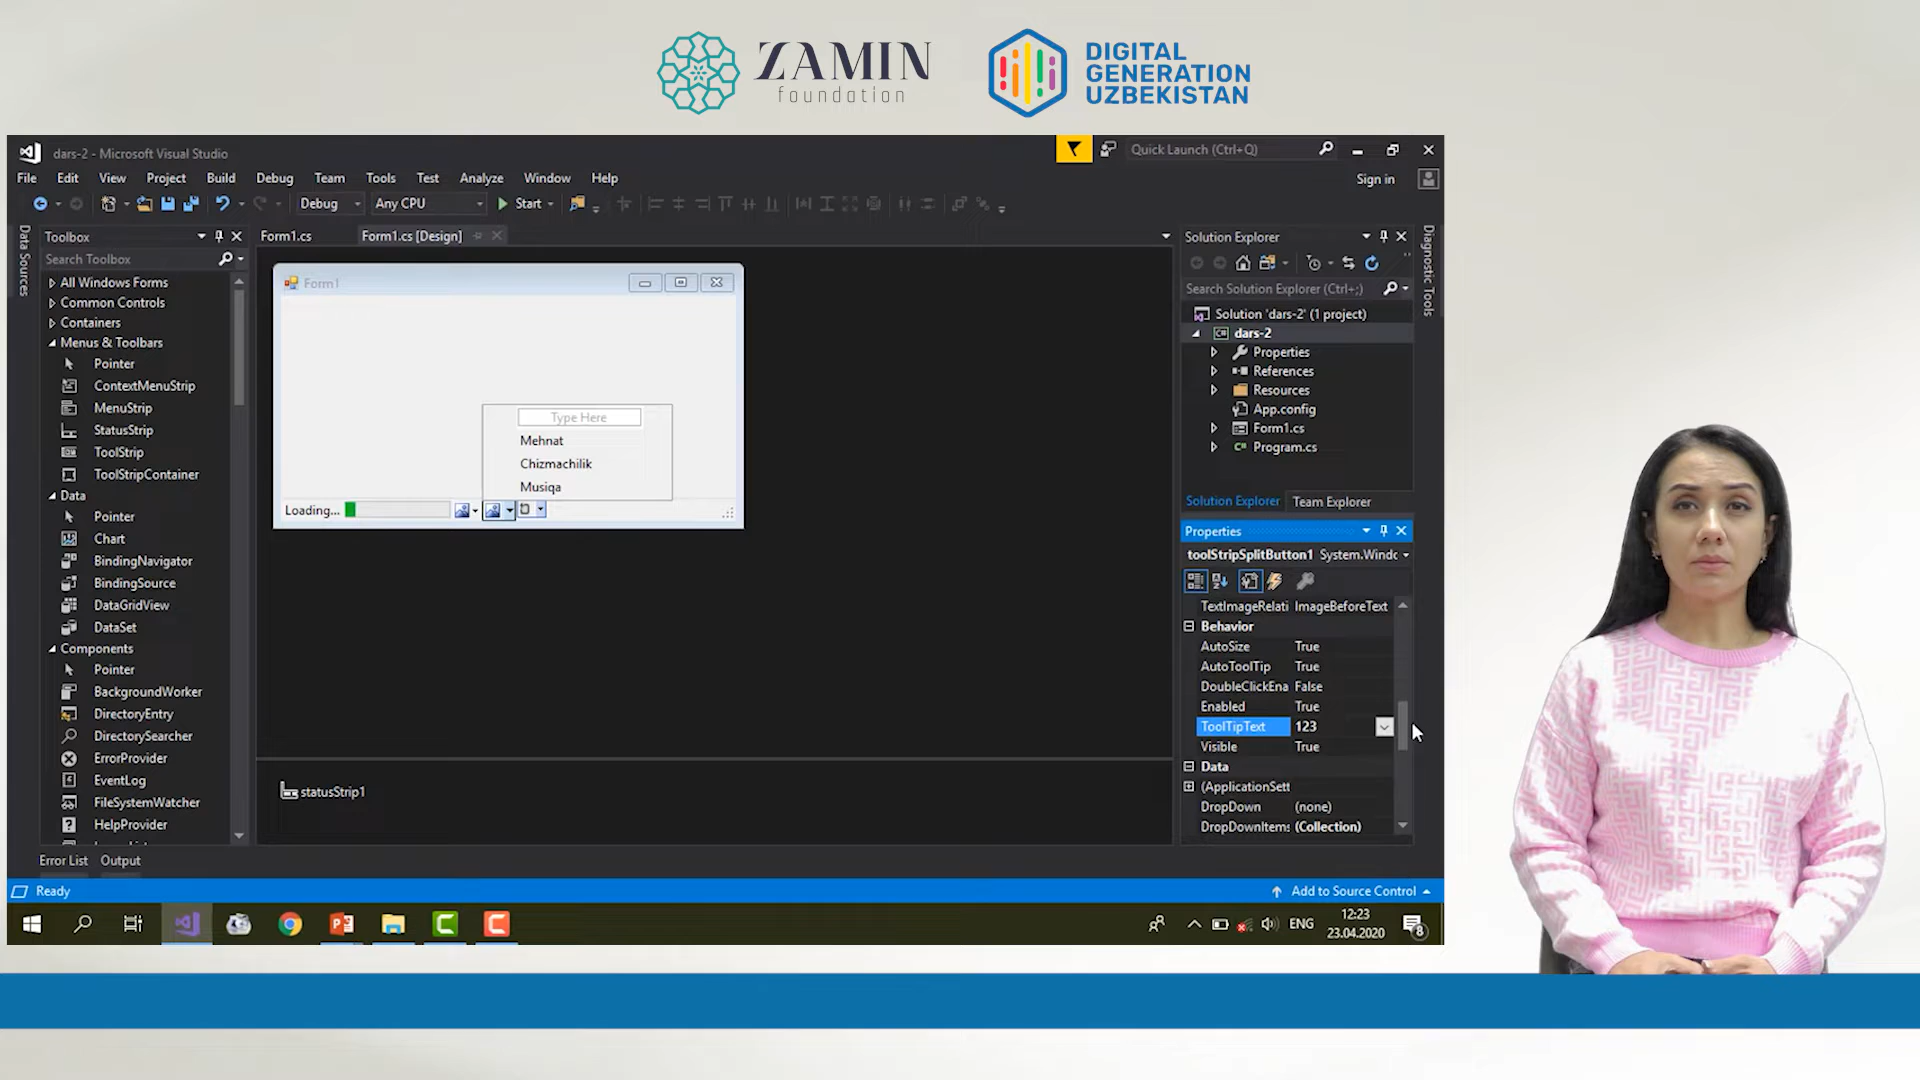 ZAMIN
foundation
DIGITAL
GENERATION
UZBEKISTAN
dars-2 - Microsoft Visual Studio
Quick Launch (Ctrl+Q)
File Edit View Project Build Debug Team Tools Test Analyze Window Help
Sign in
Debug Any CPU Start
Data Sources
Toolbox
Search Toolbox
All Windows Forms
Common Controls
Containers
Menus & Toolbars
Pointer
ContextMenuStrip
MenuStrip
StatusStrip
ToolStrip
ToolStripContainer
Data
Pointer
Chart
BindingNavigator
BindingSource
DataGridView
DataSet
Components
Pointer
BackgroundWorker
DirectoryEntry
DirectorySearcher
ErrorProvider
EventLog
FileSystemWatcher
HelpProvider
Form1.cs Form1.cs [Design]
Form1
Type Here
Mehnat
Chizmachilik
Musiqa
Loading...
statusStrip1
Solution Explorer
Search Solution Explorer (Ctrl+;)
Solution 'dars-2' (1 project)
dars-2
Properties
References
Resources
App.config
Form1.cs
Program.cs
Solution Explorer Team Explorer
Diagnostic Tools
Properties
toolStripSplitButton1 System.Windc
TextImageRelati ImageBeforeText
Behavior
AutoSize True
AutoToolTip True
DoubleClickEna False
Enabled True
ToolTipText 123
Visible True
Data
(ApplicationSett
DropDown (none)
DropDownItems (Collection)
Error List Output
Ready
Add to Source Control
ENG
12:23
23.04.2020
8